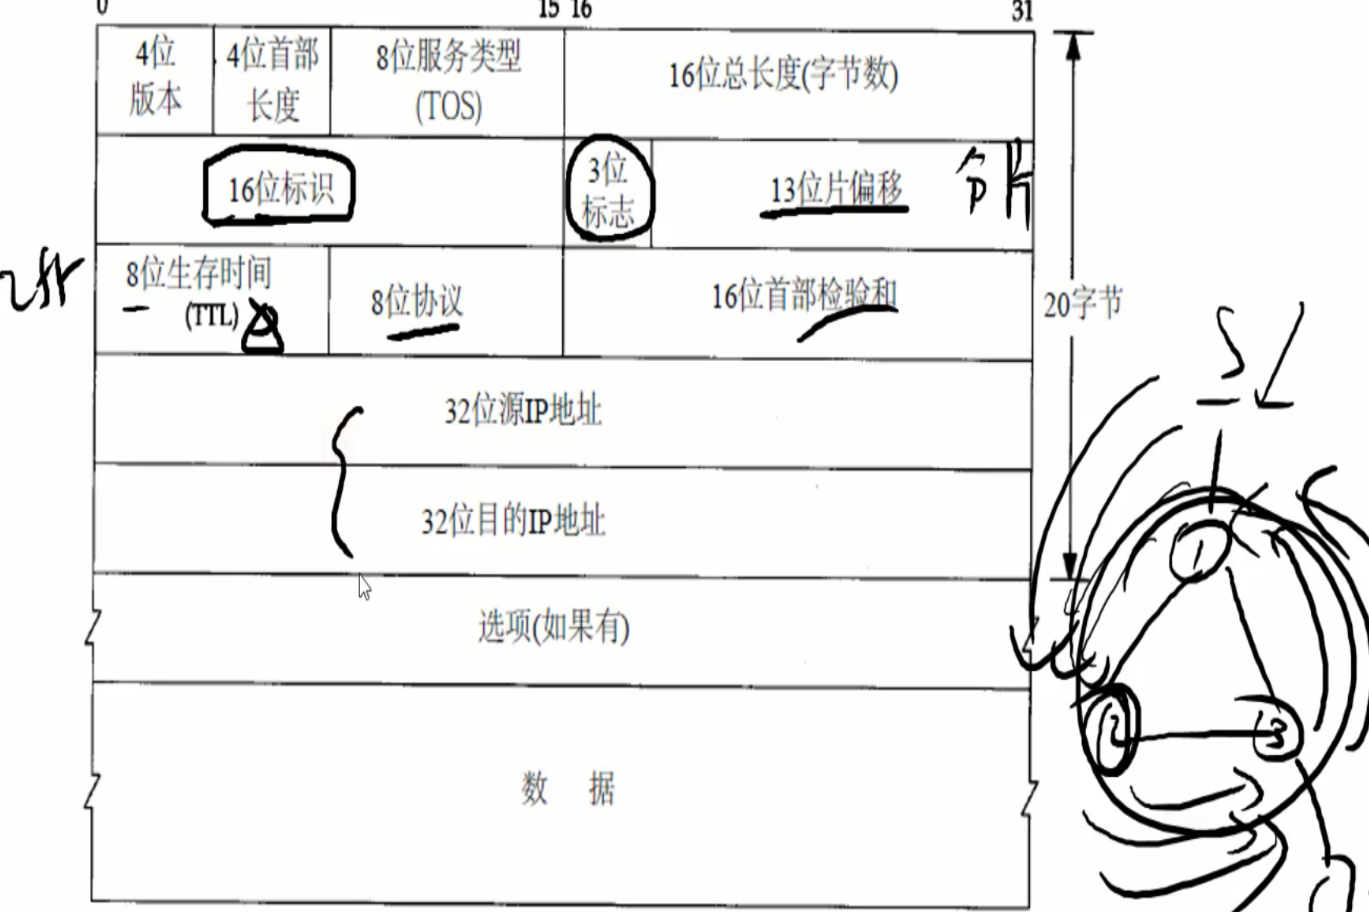 0 15 16 31
4位 版本
4位首部 长度
8位服务类型 (TOS)
16位总长度(字节数)
16位标识
3位 标志
13位片偏移
分片
8位生存时间 (TTL)
8位协议
16位首部检验和
20字节
32位源IP地址
32位目的IP地址
选项(如果有)
数 据
1
2
3